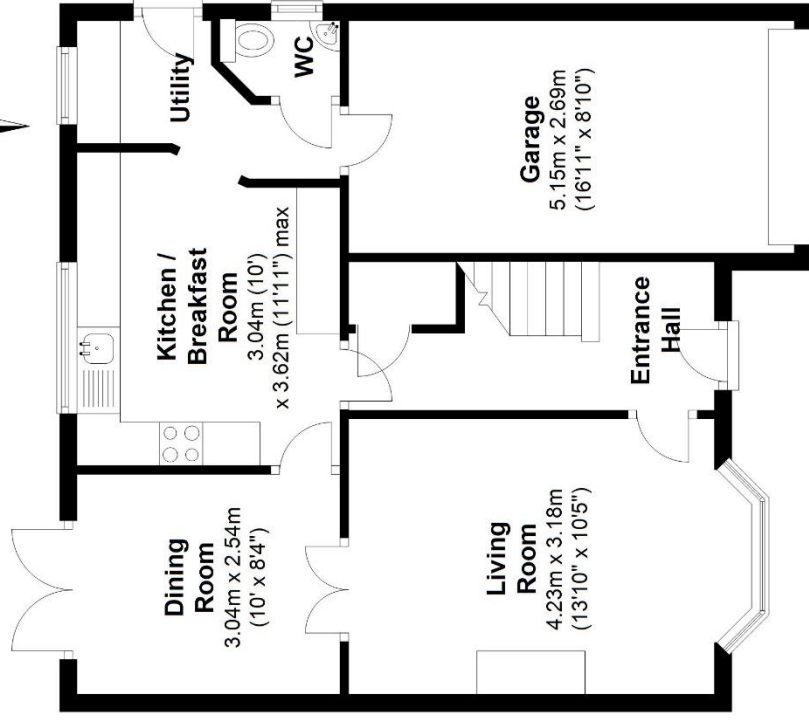 Utility
WC
Garage
5.15m x 2.69m
(16'11" x 8'10")
Kitchen /
Breakfast
Room
3.04m (10')
x 3.62m (11'11") max
Entrance
Hall
Dining
Room
3.04m x 2.54m
(10' x 8'4")
Living
Room
4.23m x 3.18m
(13'10" x 10'5")